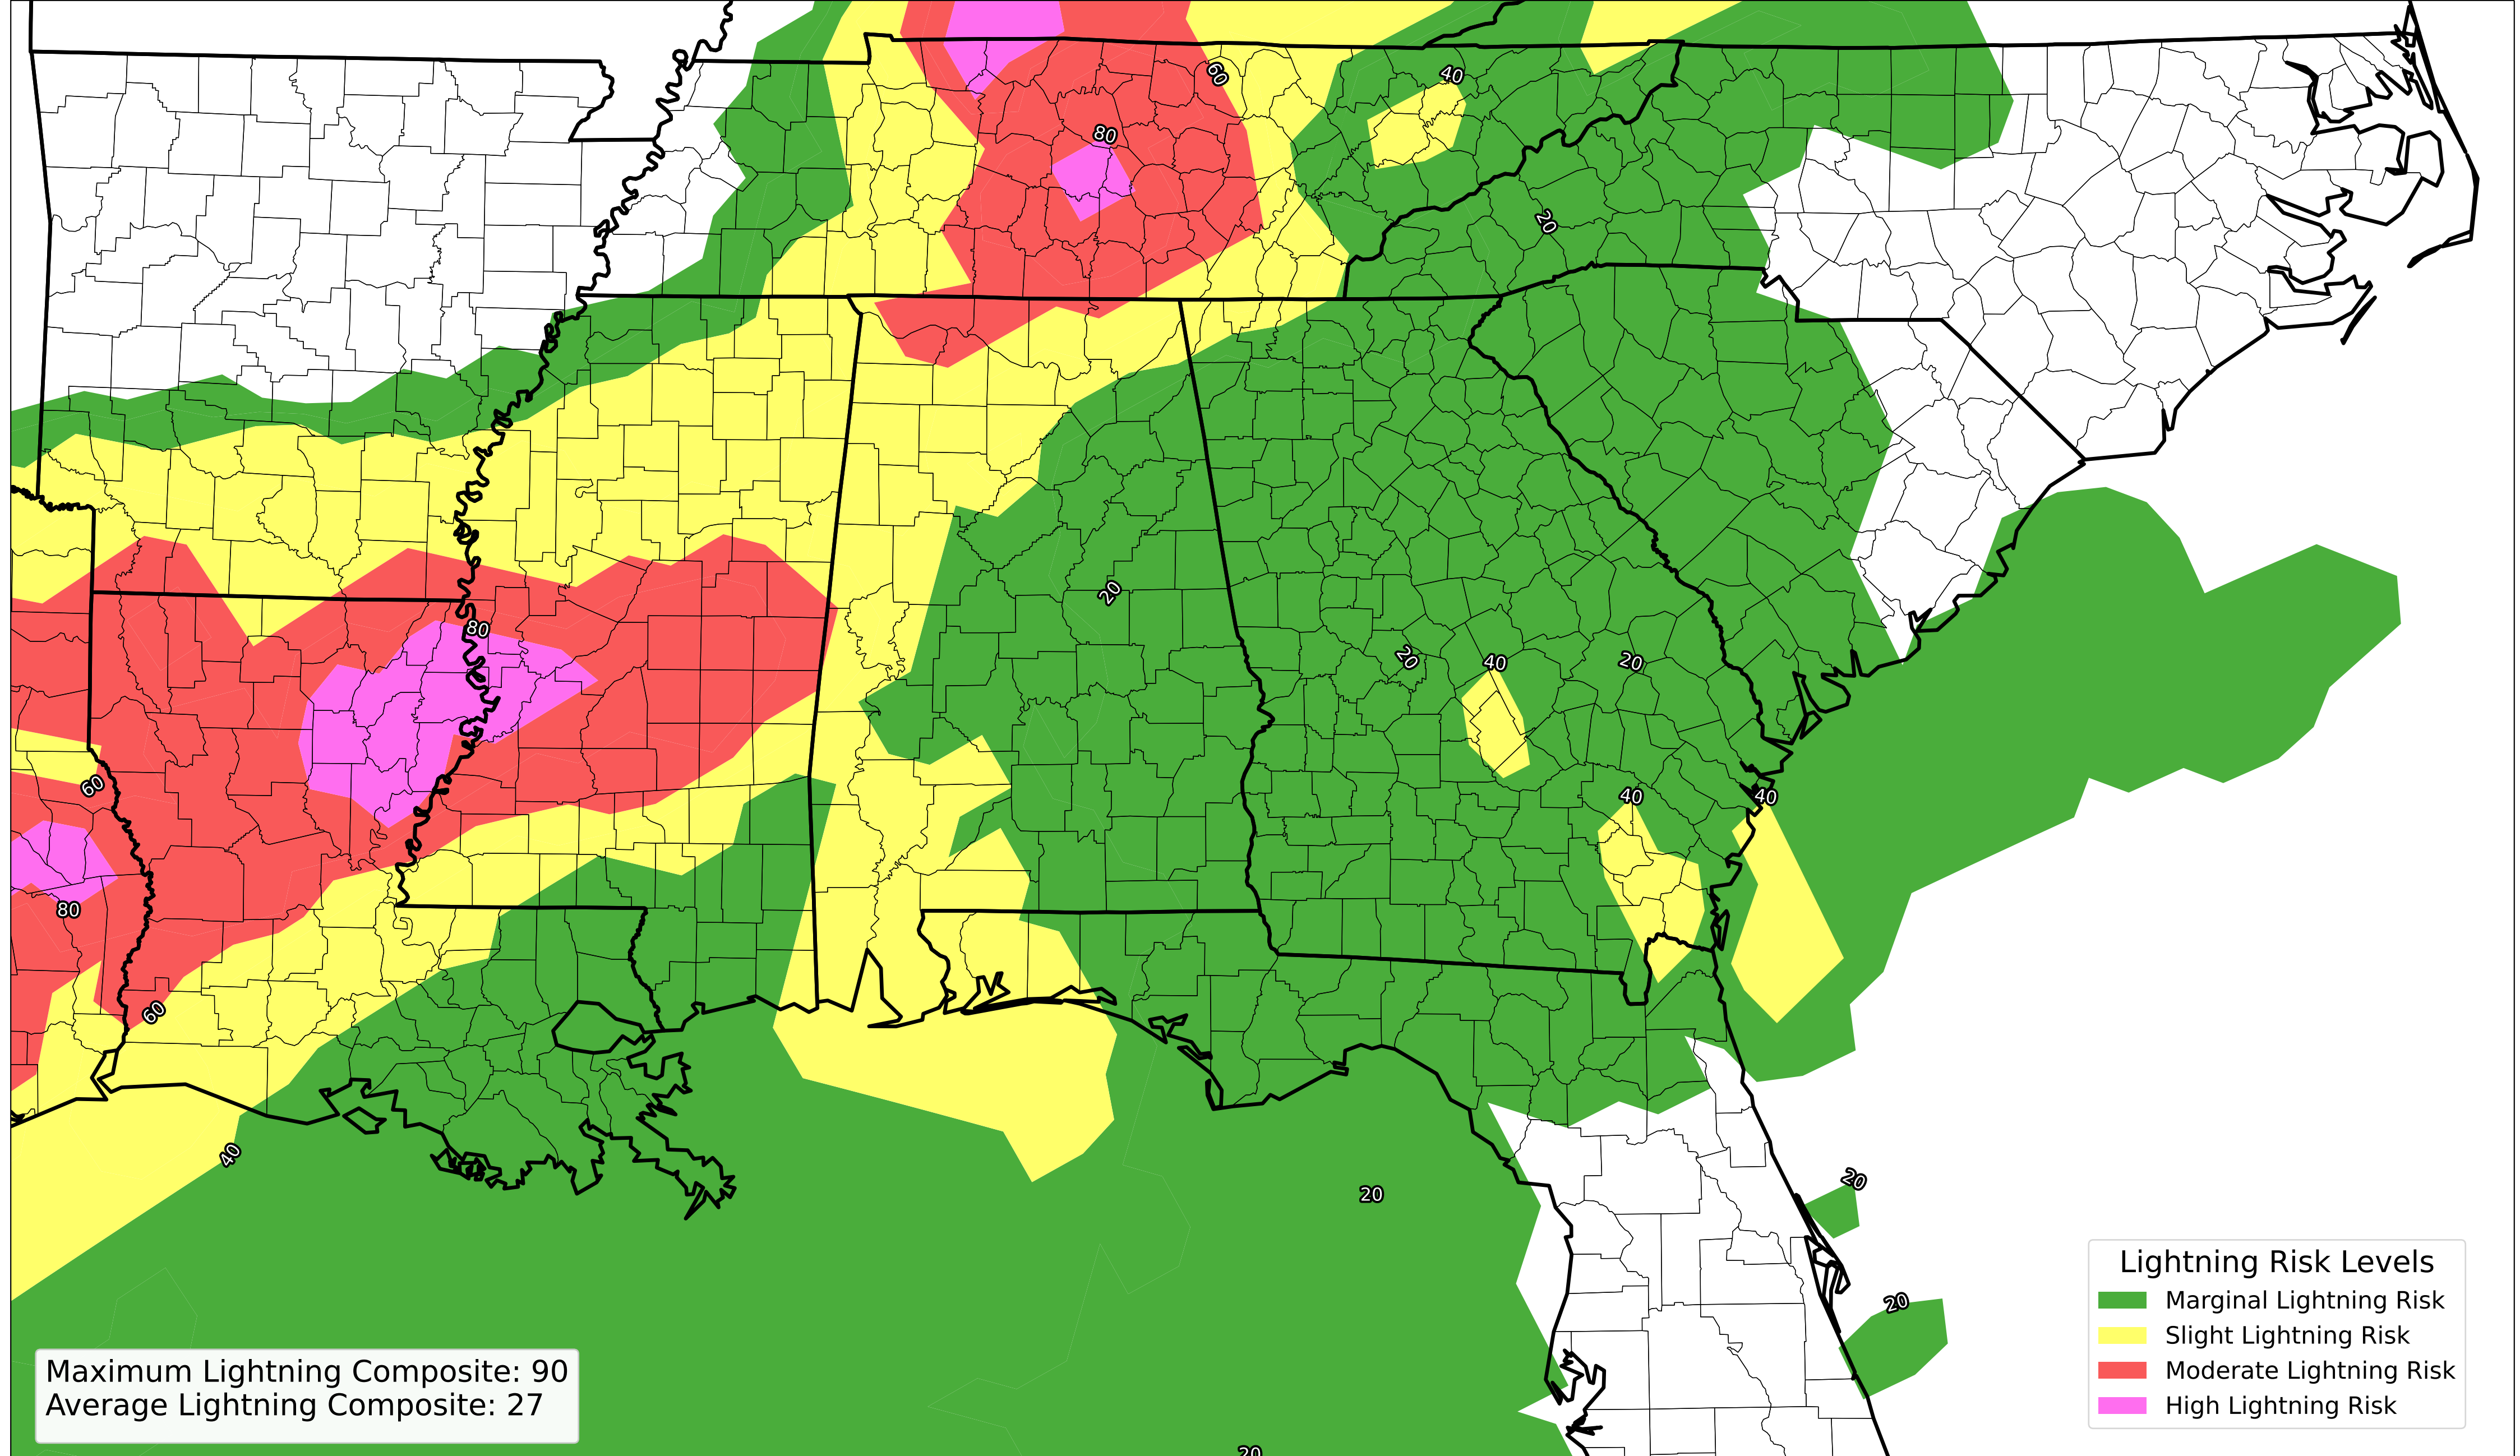 60
40
80
20
80
20
20
40
20
60
40
40
80
60
40
20
20
20
20
Lightning Risk Levels
Marginal Lightning Risk
Slight Lightning Risk
Moderate Lightning Risk
High Lightning Risk
Maximum Lightning Composite: 90
Average Lightning Composite: 27